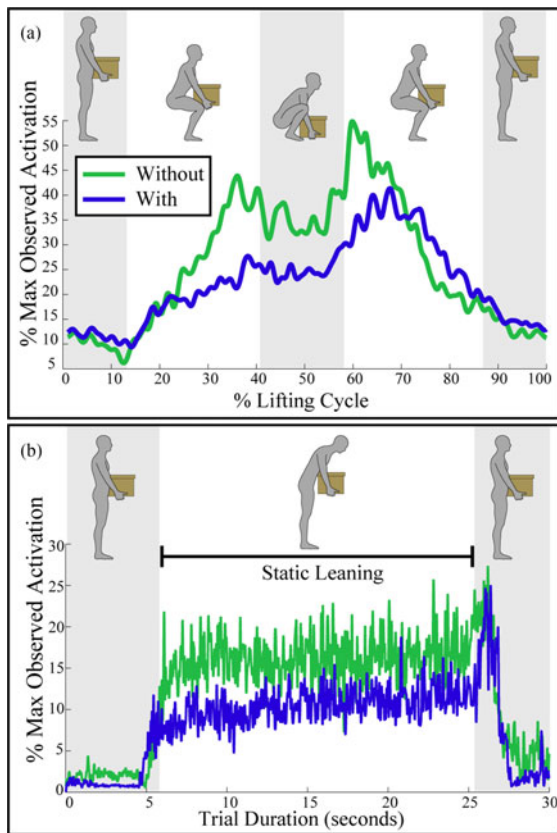 (a)
% Max Observed Activation
55
50
45
40
35
30
25
20
15
10
5
Without
With
0 10 20 30 40 50 60 70 80 90 100
% Lifting Cycle
(b)
% Max Observed Activation
30
25
20
15
10
5
0
Static Leaning
0 5 10 15 20 25 30
Trial Duration (seconds)